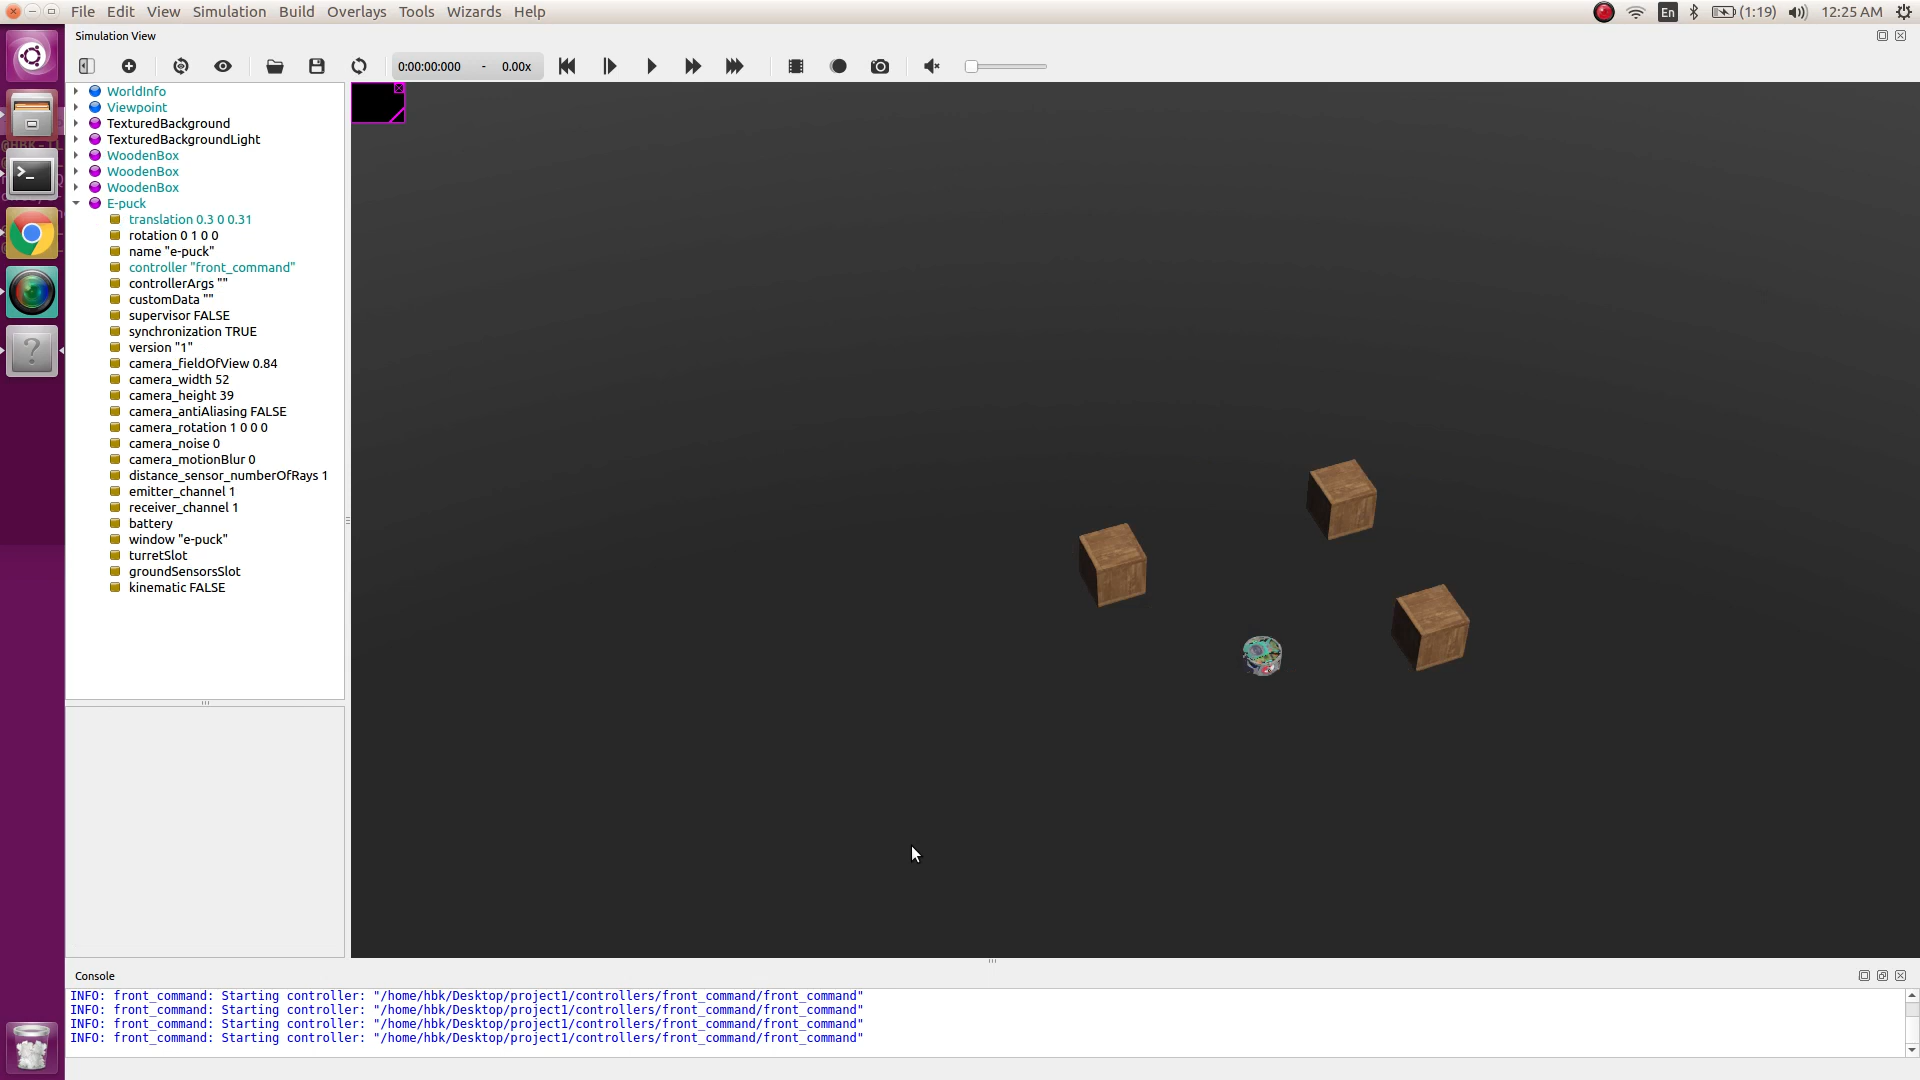 File Edit View Simulation Build Overlays Tools Wizards Help
En (1:19) 12:25 AM
Simulation View
0:00:00:000 - 0.00x
WorldInfo
Viewpoint
TexturedBackground
TexturedBackgroundLight
WoodenBox
WoodenBox
WoodenBox
E-puck
translation 0.3 0 0.31
rotation 0 1 0 0
name "e-puck"
controller "front_command"
controllerArgs ""
customData ""
supervisor FALSE
synchronization TRUE
version "1"
camera_fieldOfView 0.84
camera_width 52
camera_height 39
camera_antiAliasing FALSE
camera_rotation 1 0 0 0
camera_noise 0
camera_motionBlur 0
distance_sensor_numberOfRays 1
emitter_channel 1
receiver_channel 1
battery
window "e-puck"
turretSlot
groundSensorsSlot
kinematic FALSE
Console
INFO: front_command: Starting controller: "/home/hbk/Desktop/project1/controllers/front_command/front_command"
INFO: front_command: Starting controller: "/home/hbk/Desktop/project1/controllers/front_command/front_command"
INFO: front_command: Starting controller: "/home/hbk/Desktop/project1/controllers/front_command/front_command"
INFO: front_command: Starting controller: "/home/hbk/Desktop/project1/controllers/front_command/front_command"